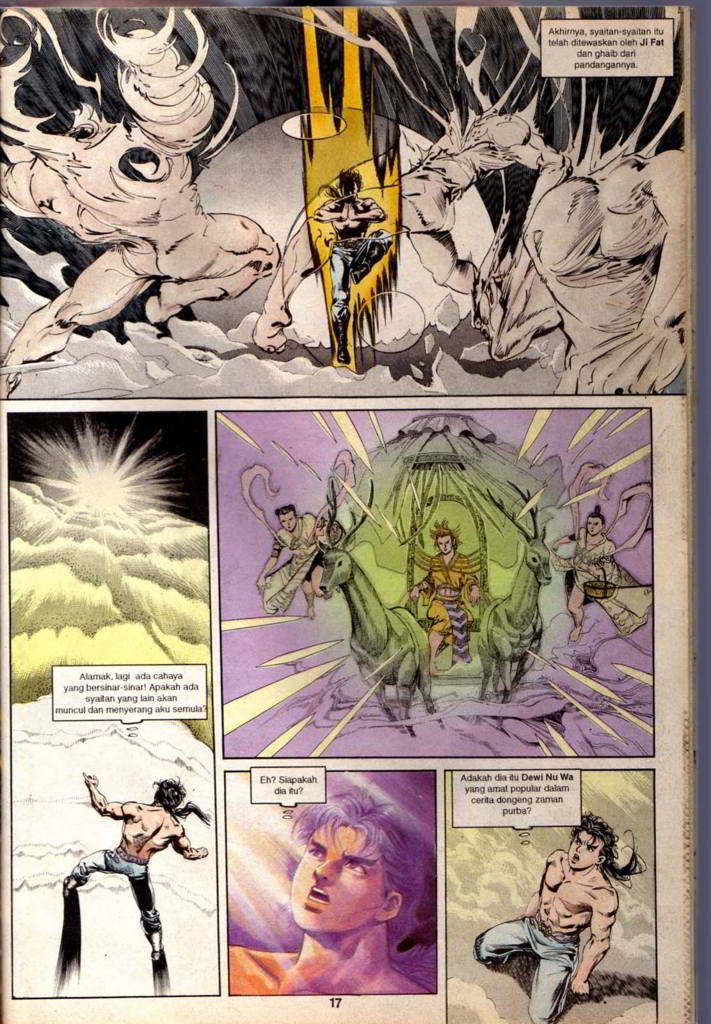 Akhirnya, syaitan-syaitan itu
telah ditewaskan oleh Ji Fat
dan ghaib dari
pandangannya.
Alamak, lagi ada cahaya
yang bersinar-sinar! Apakah ada
syaitan yang lain akan
muncul dan menyerang aku semula?
Eh? Siapakah
dia itu?
Adakah dia itu Dewi Nu Wa
yang amat popular dalam
cerita dongeng zaman
purba?
17